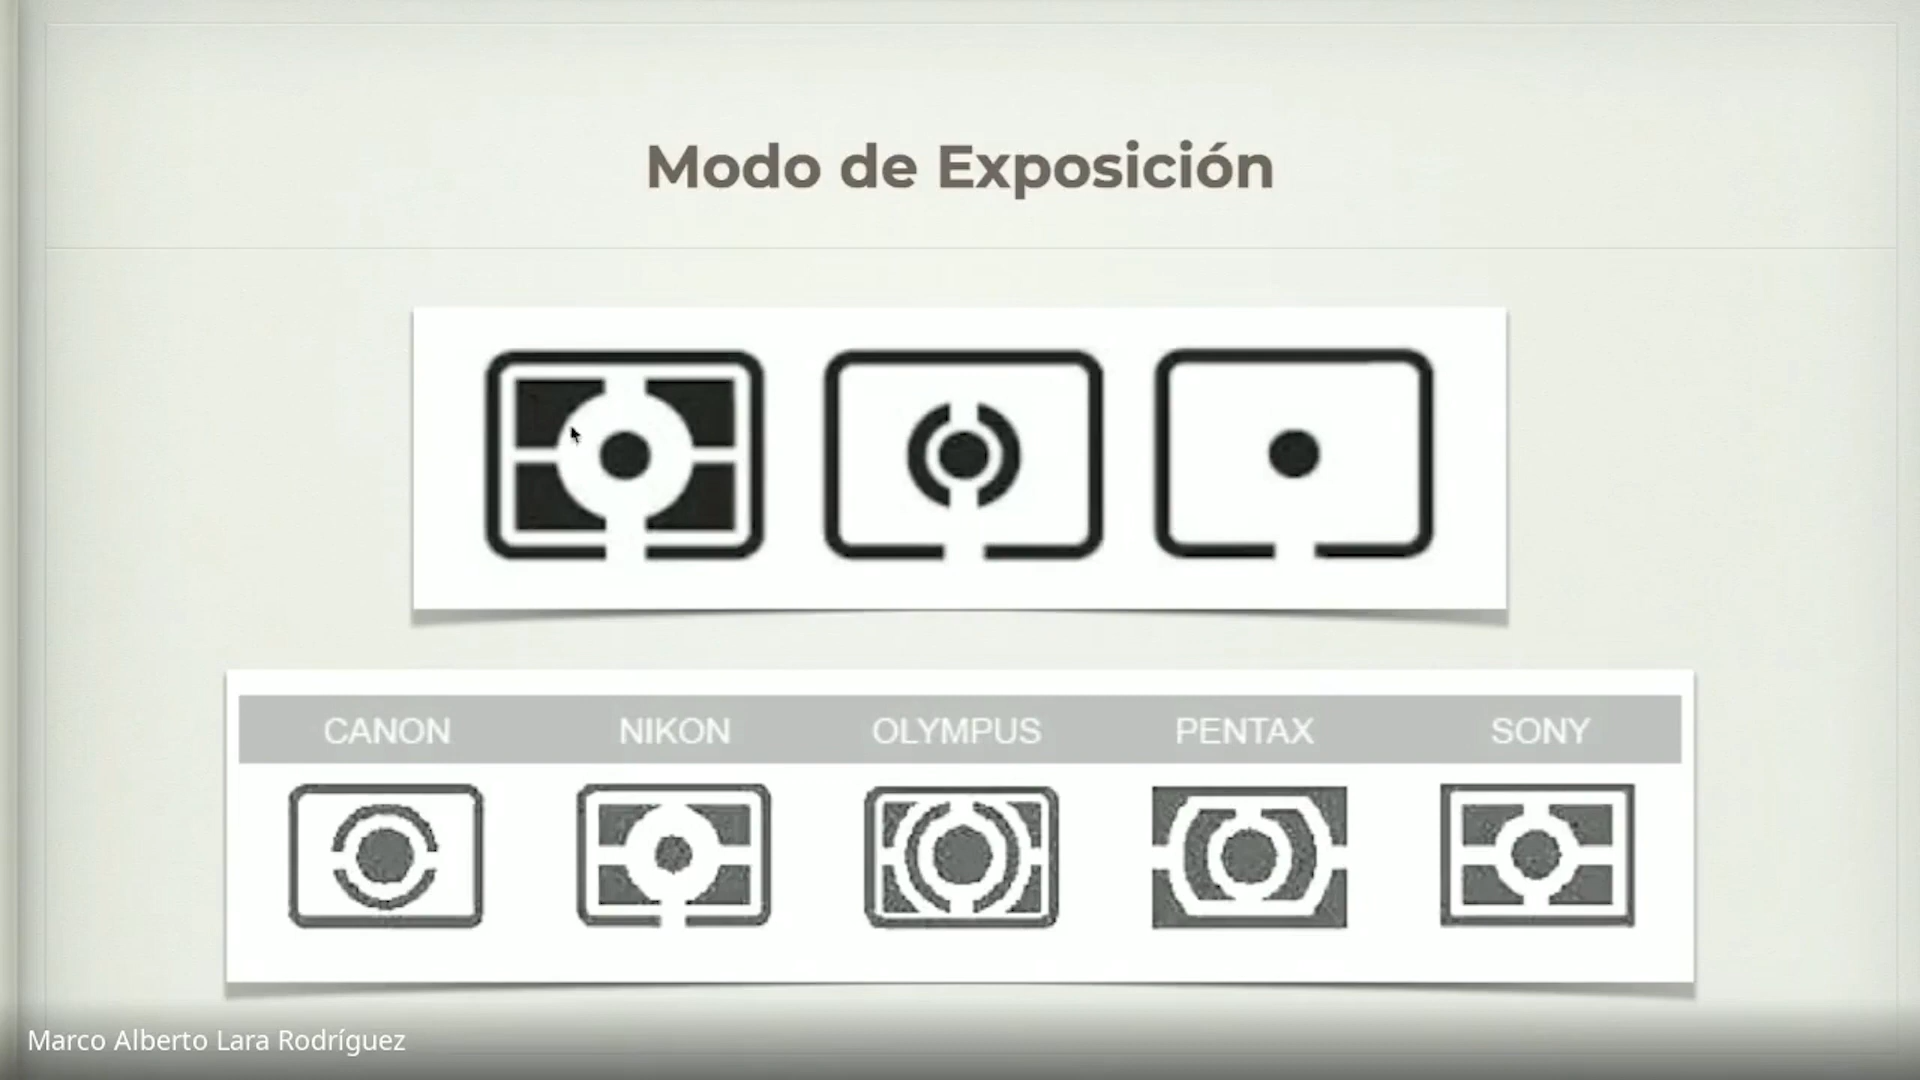 Modo de Exposición
CANON NIKON OLYMPUS PENTAX SONY
Marco Alberto Lara Rodríguez